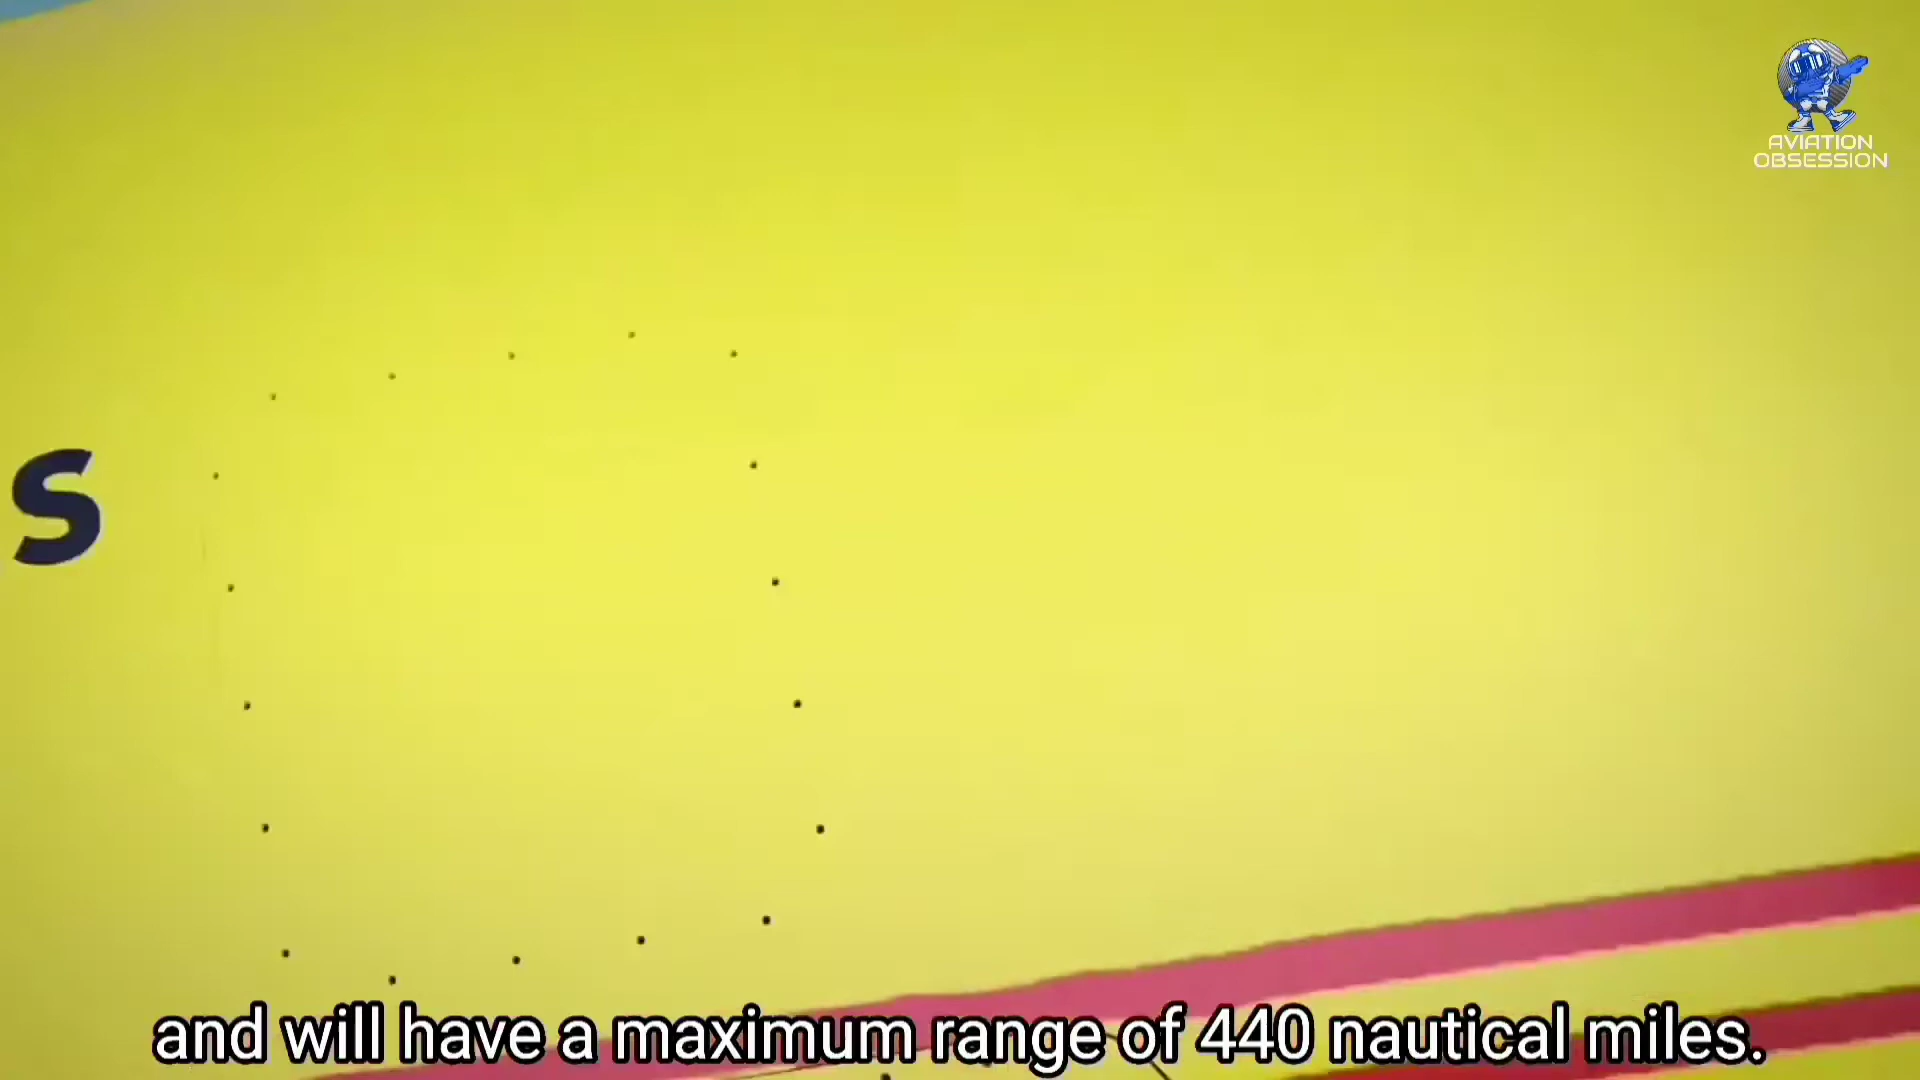 AVIATION
OBSESSION
S
and will have a maximum range of 440 nautical miles.